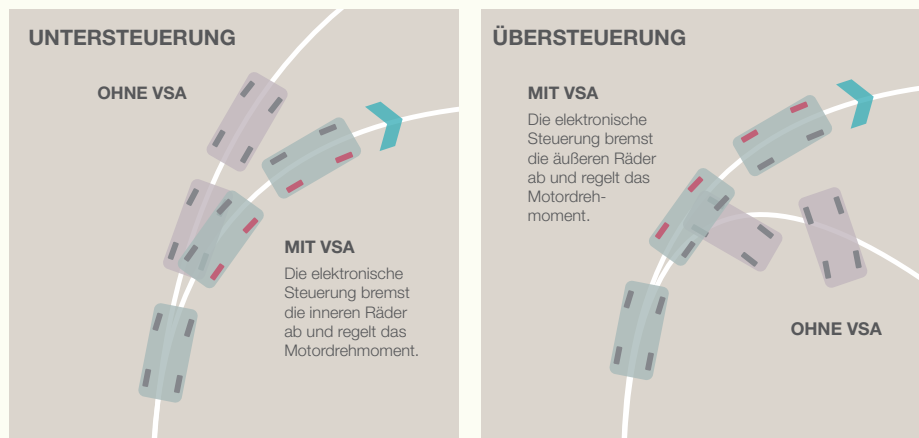 UNTERSTEUERUNG
OHNE VSA
MIT VSA
Die elektronische
Steuerung bremst
die inneren Räder
ab und regelt das
Motordrehmoment.
ÜBERSTEUERUNG
MIT VSA
Die elektronische
Steuerung bremst
die äußeren Räder
ab und regelt das
Motordreh-
moment.
OHNE VSA